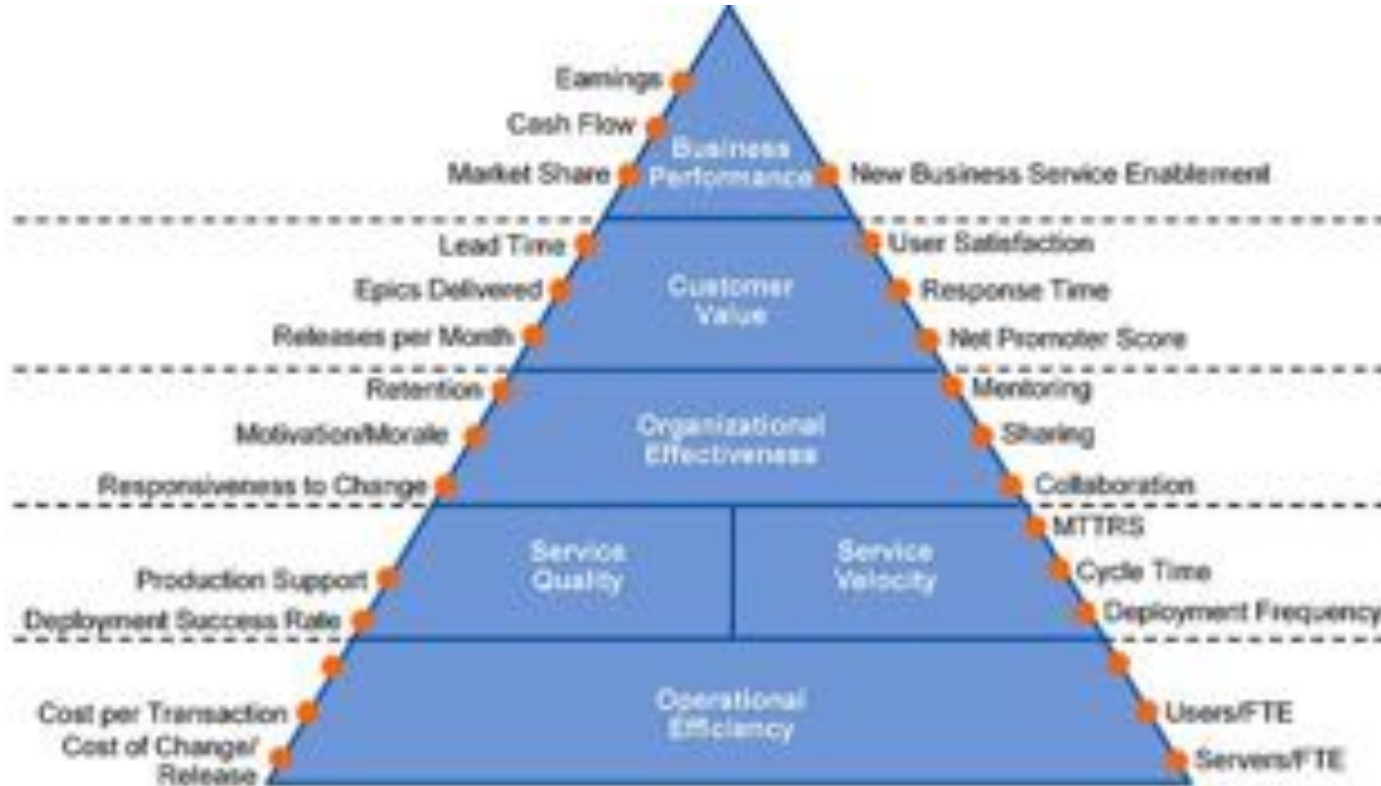 Earnings
Cash Flow
Business
Performance
Market Share
New Business Service Enablement
Lead Time
User Satisfaction
Epics Delivered
Customer
Value
Response Time
Releases per Month
Net Promoter Score
Retention
Mentoring
Motivation/Morale
Organizational
Effectiveness
Sharing
Responsiveness to Change
Collaboration
MTTRS
Service
Quality
Service
Velocity
Production Support
Cycle Time
Deployment Success Rate
Deployment Frequency
Operational
Efficiency
Cost per Transaction
Users/FTE
Cost of Change/
Release
Servers/FTE